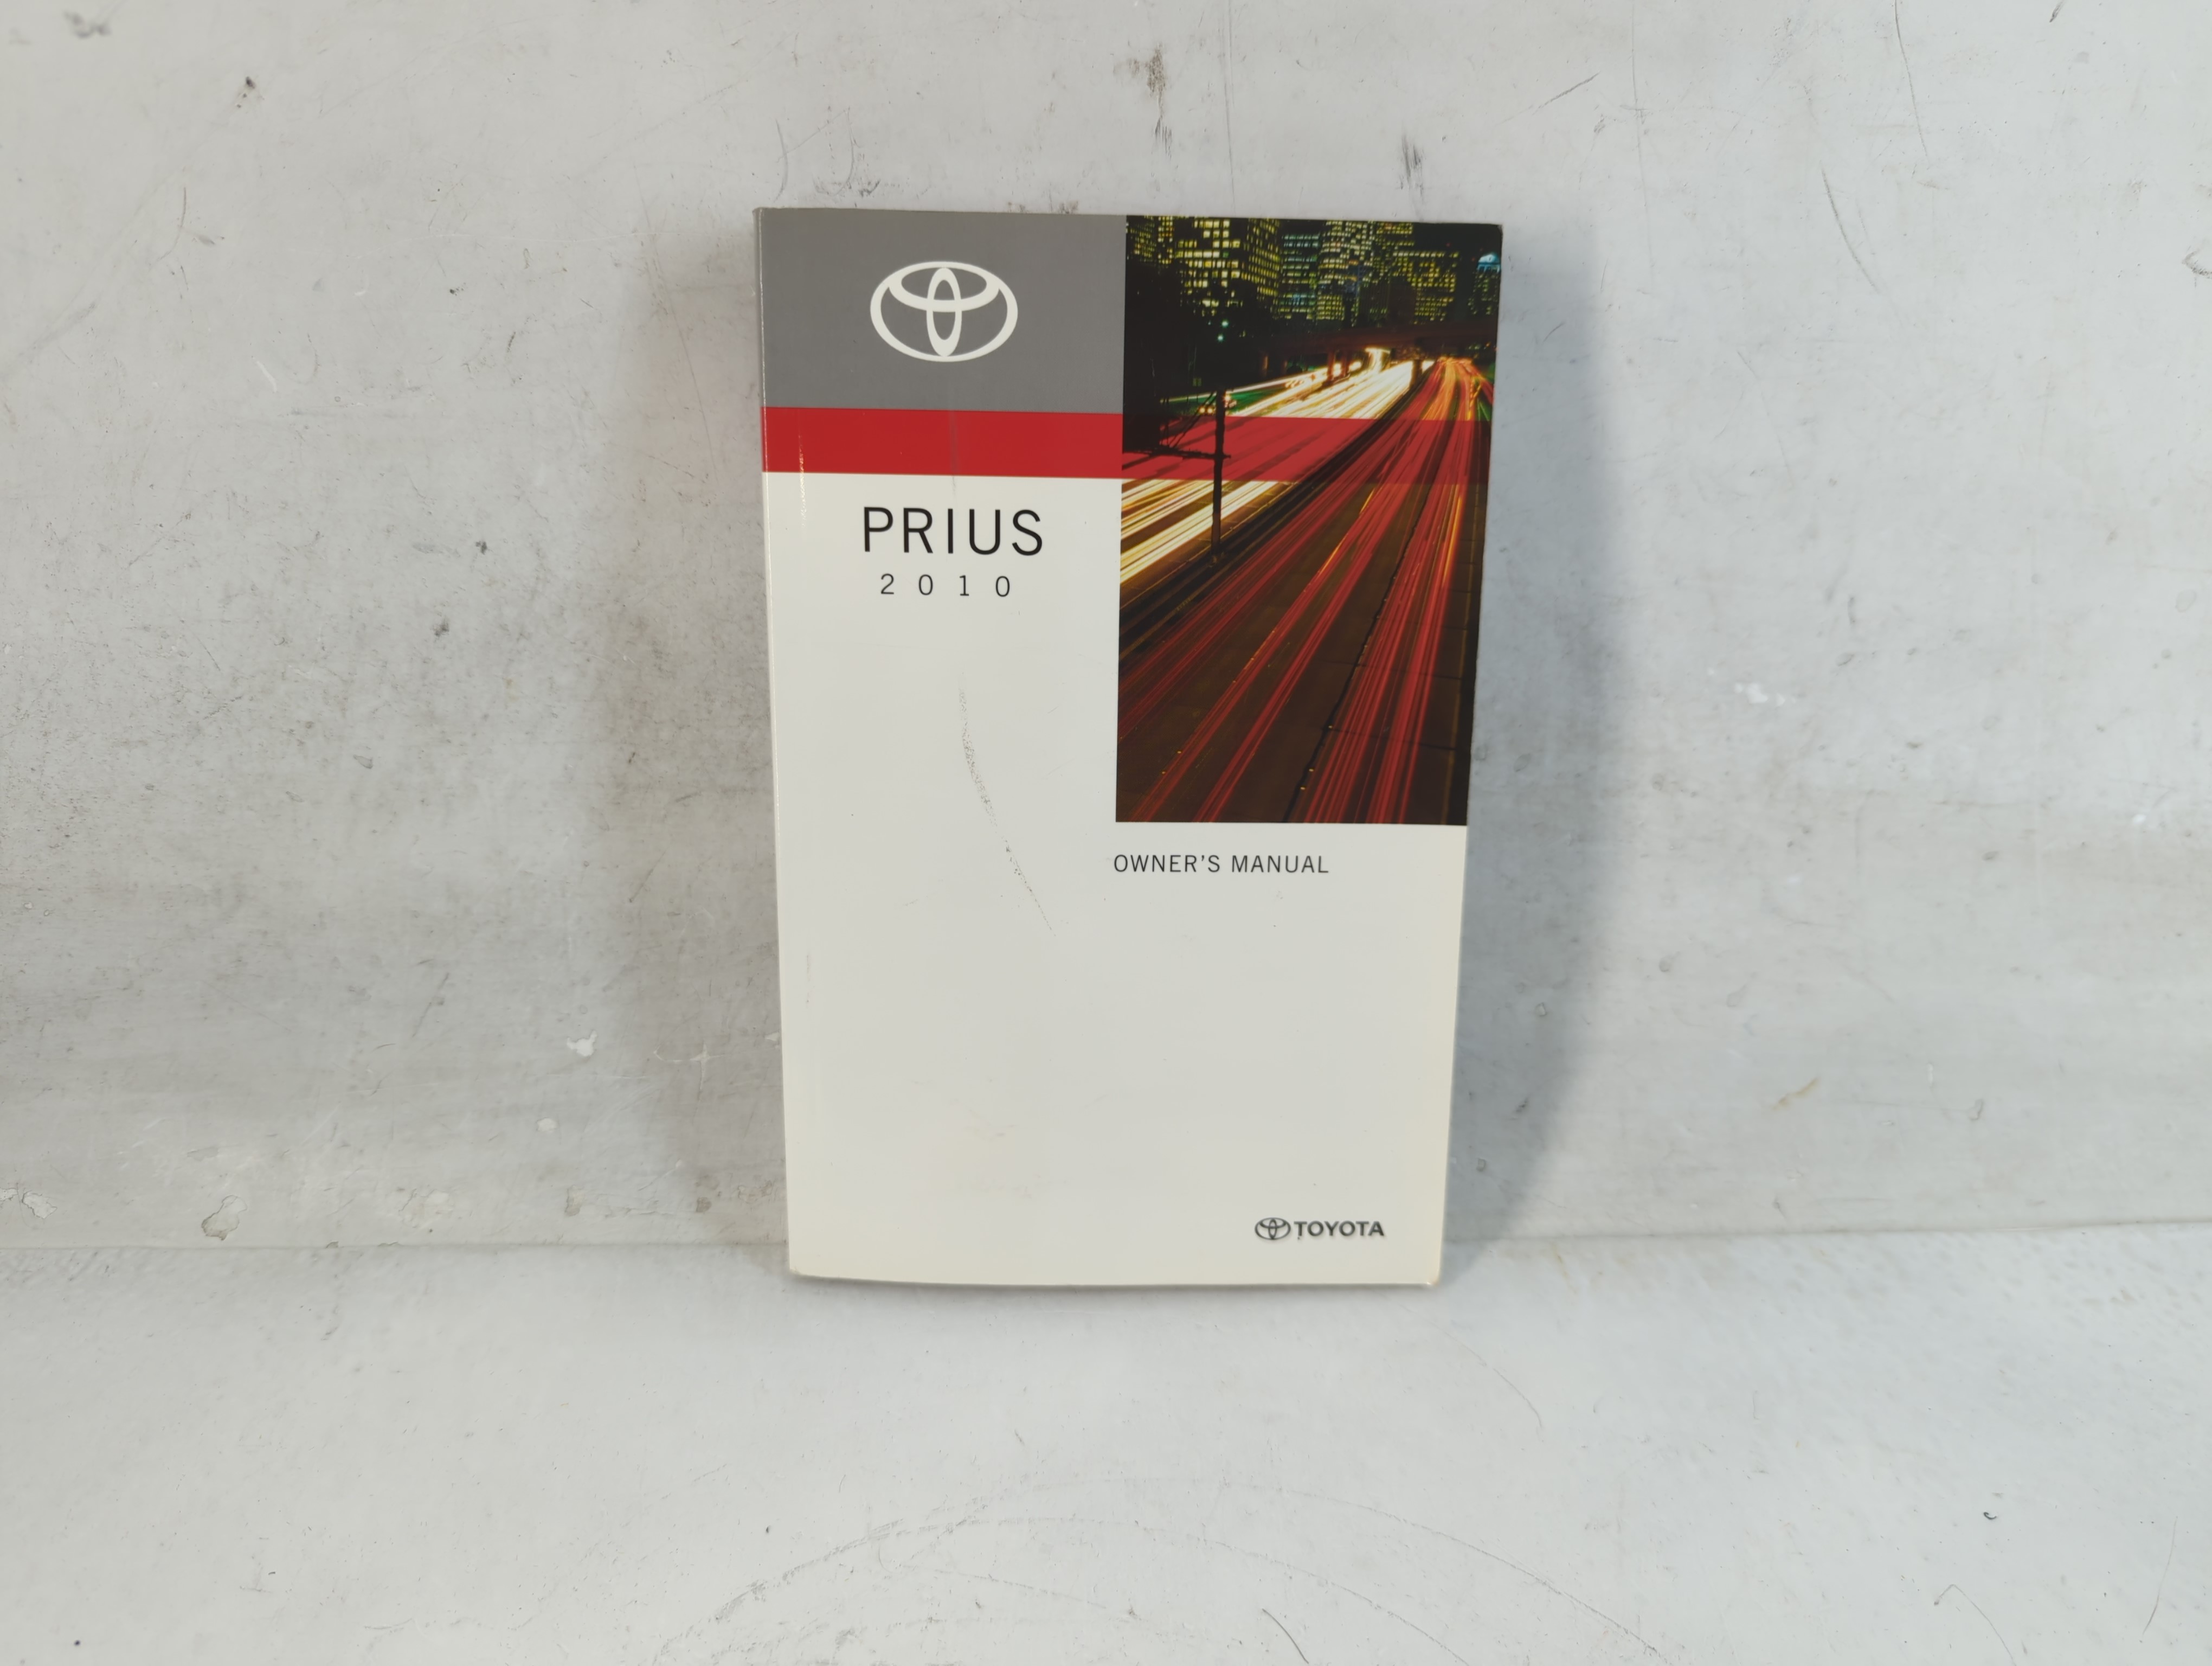 PRIUS
2010
OWNER'S MANUAL
TOYOTA